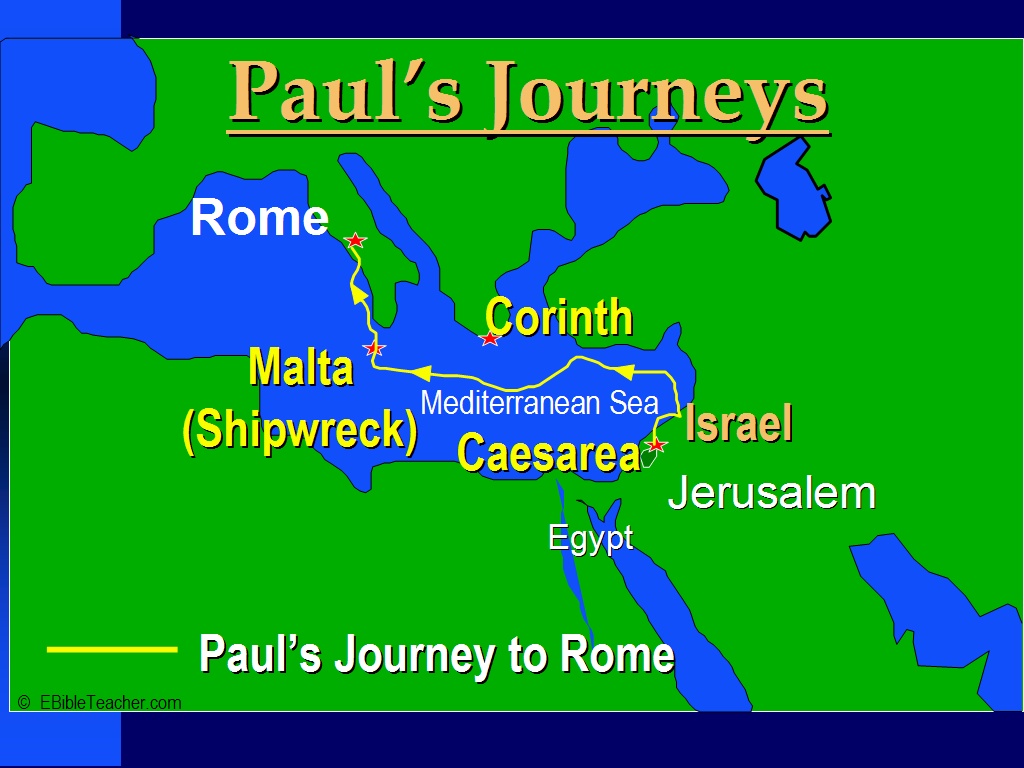 Paul’s Journeys
Rome
Corinth
Malta
(Shipwreck)
Mediterranean Sea
Israel
Caesarea
Jerusalem
Egypt
Paul’s Journey to Rome
© EBibleTeacher.com